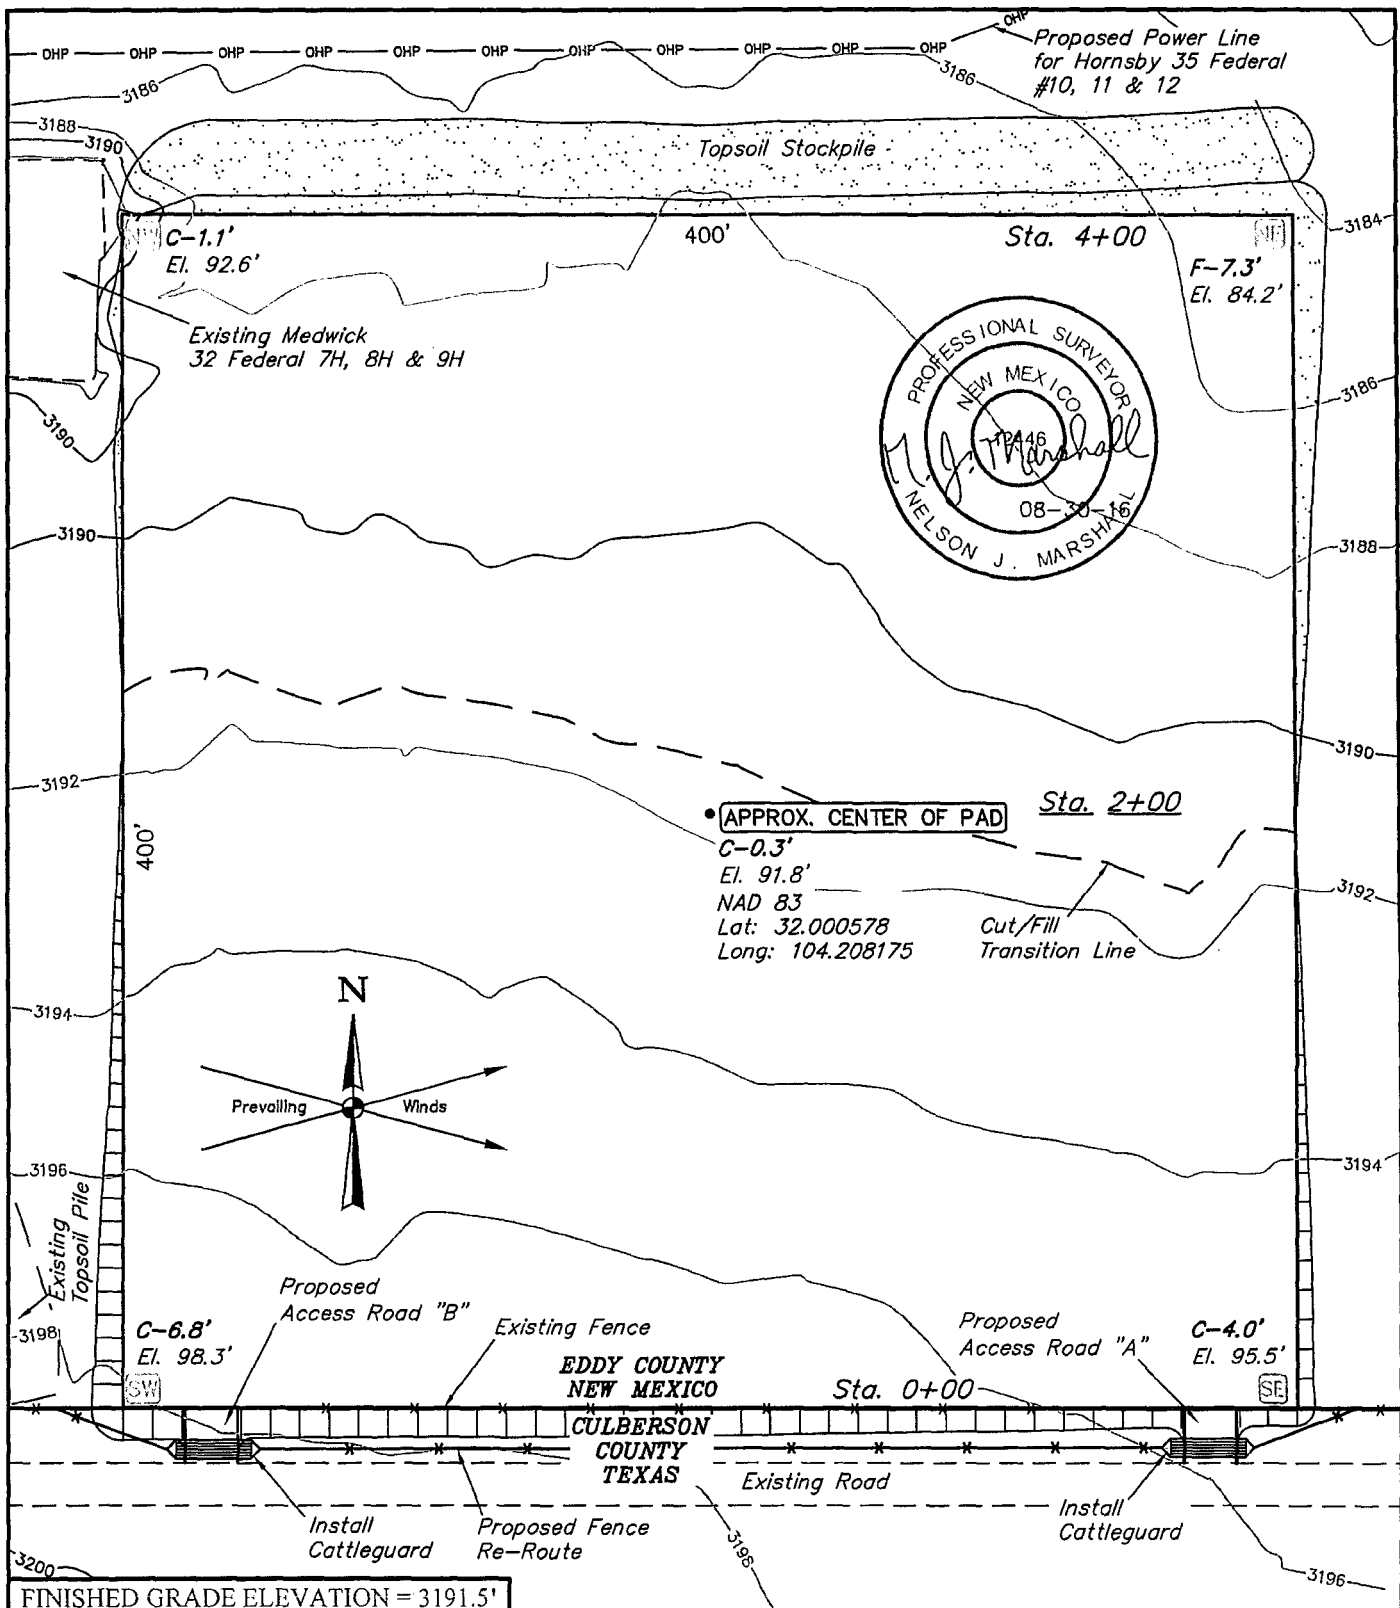 OHP OHP OHP OHP OHP OHP OHP OHP OHP OHP OHP OHP
Proposed Power Line
for Hornsby 35 Federal
#10, 11 & 12
3186
3186
3188
3190
Topsoil Stockpile
C-1.1'
El. 92.6'
400'
Sta. 4+00
NE
F-7.3'
El. 84.2'
3184
Existing Medwick
32 Federal 7H, 8H & 9H
3186
3190
PROFESSIONAL SURVEYOR
NEW MEXICO
12446
N. J. Marshall
08-30-16
NELSON J. MARSHALL
3190
3188
3190
3192
400'
APPROX. CENTER OF PAD
Sta. 2+00
C-0.3'
El. 91.8'
NAD 83
Lat: 32.000578
Long: 104.208175
Cut/Fill
Transition Line
3192
3194
N
Prevailing Winds
3194
3196
Existing
Topsoil Pile
3198
Proposed
Access Road "B"
Existing Fence
Proposed
Access Road "A"
C-6.8'
El. 98.3'
SW
C-4.0'
El. 95.5'
SE
EDDY COUNTY
NEW MEXICO
Sta. 0+00
CULBERSON
COUNTY
TEXAS
Existing Road
Install
Cattleguard
Proposed Fence
Re-Route
3198
Install
Cattleguard
3196
3200
FINISHED GRADE ELEVATION = 3191.5'